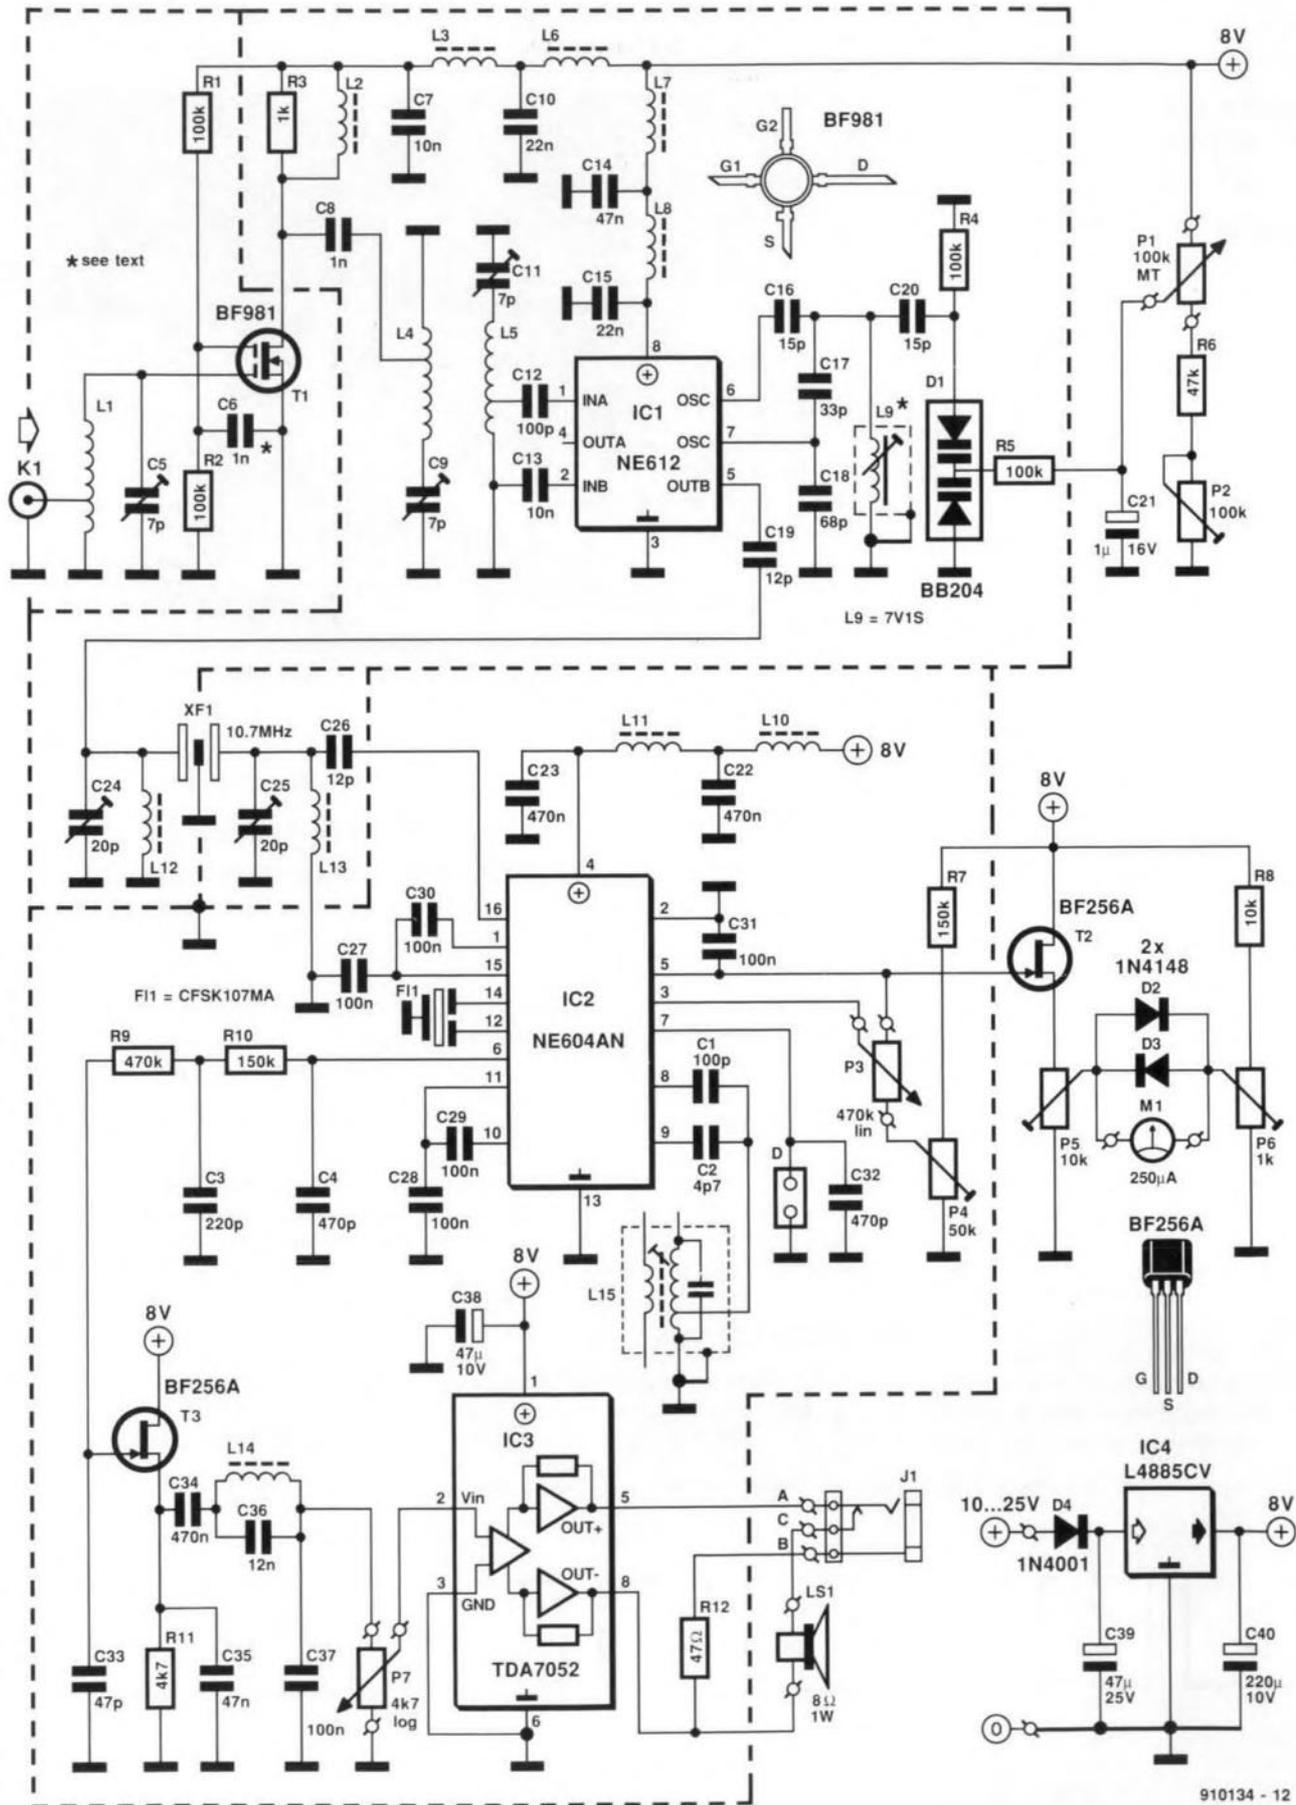 8V
L3
L6
R1
100k
R3
1k
L2
C7
10n
C10
22n
L7
G2
BF981
G1
D
S
C14
47n
L8
R4
100k
C8
1n
* see text
C11
7p
P1
100k
MT
BF981
C15
22n
C16
15p
C20
15p
L4
L5
8
R6
47k
T1
L1
C12
100p
1
INA
IC1
OSC
6
C17
33p
L9 *
D1
C6
1n *
4
OUTA
OSC
7
R5
100k
K1
R2
100k
C5
7p
C9
7p
C13
10n
2
INB
NE612
OUTB
5
C18
68p
P2
100k
C21
1µ
16V
3
C19
12p
BB204
L9 = 7V1S
XF1
10.7MHz
C26
12p
L11
L10
8V
C24
20p
L12
C25
20p
L13
C23
470n
C22
470n
8V
4
R7
150k
R8
10k
C30
100n
16
2
C31
100n
BF256A
T2
1
C27
100n
15
5
2x
1N4148
FI1 = CFSK107MA
FI1
14
IC2
3
D2
12
NE604AN
7
R9
470k
R10
150k
6
C1
100p
P3
470k
lin
D3
11
8
M1
C29
100n
10
9
C2
4p7
D
P5
10k
250µA
P6
1k
C3
220p
C4
470p
C28
100n
13
C32
470p
P4
50k
BF256A
8V
L15
8V
C38
47µ
10V
G
S
D
BF256A
T3
1
IC3
IC4
L4885CV
L14
C34
470n
C36
12n
2
Vin
5
OUT+
A
C
B
J1
10...25V
D4
1N4001
8V
3
GND
OUT-
8
LS1
R12
47Ω
C33
47p
R11
4k7
C35
47n
C37
100n
P7
4k7
log
TDA7052
6
8Ω
1W
C39
47µ
25V
C40
220µ
10V
0
910134 - 12